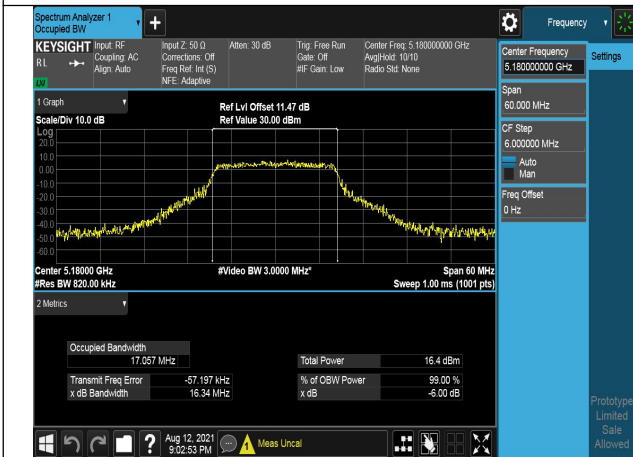 Spectrum Analyzer 1
Occupied BW
+
Frequency
KEYSIGHT
R L
LXI
Input: RF
Coupling: AC
Align: Auto
Input Z: 50 Ω
Corrections: Off
Freq Ref: Int (S)
NFE: Adaptive
Atten: 30 dB
Trig: Free Run
Gate: Off
#IF Gain: Low
Center Freq: 5.180000000 GHz
Avg|Hold: 10/10
Radio Std: None
Center Frequency
5.180000000 GHz
Settings
Span
60.000 MHz
CF Step
6.000000 MHz
Auto
Man
Freq Offset
0 Hz
1 Graph
Scale/Div 10.0 dB
Ref Lvl Offset 11.47 dB
Ref Value 30.00 dBm
Log
20.0
10.0
0.00
-10.0
-20.0
-30.0
-40.0
-50.0
-60.0
Center 5.18000 GHz
#Video BW 3.0000 MHz*
Span 60 MHz
#Res BW 820.00 kHz
Sweep 1.00 ms (1001 pts)
2 Metrics
Occupied Bandwidth
17.057 MHz
Total Power 16.4 dBm
Transmit Freq Error -57.197 kHz
% of OBW Power 99.00 %
x dB Bandwidth 16.34 MHz
x dB -6.00 dB
Prototype
Limited
Sale
Allowed
?
Aug 12, 2021
9:02:53 PM
Meas Uncal